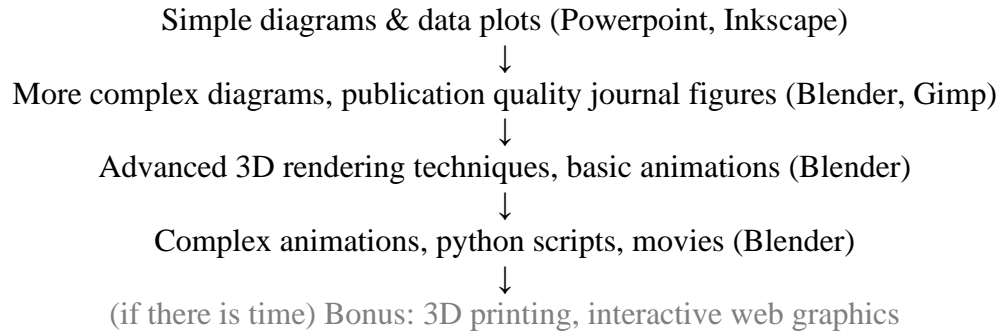 Simple diagrams & data plots (Powerpoint, Inkscape)
↓
More complex diagrams, publication quality journal figures (Blender, Gimp)
↓
Advanced 3D rendering techniques, basic animations (Blender)
↓
Complex animations, python scripts, movies (Blender)
↓
(if there is time) Bonus: 3D printing, interactive web graphics